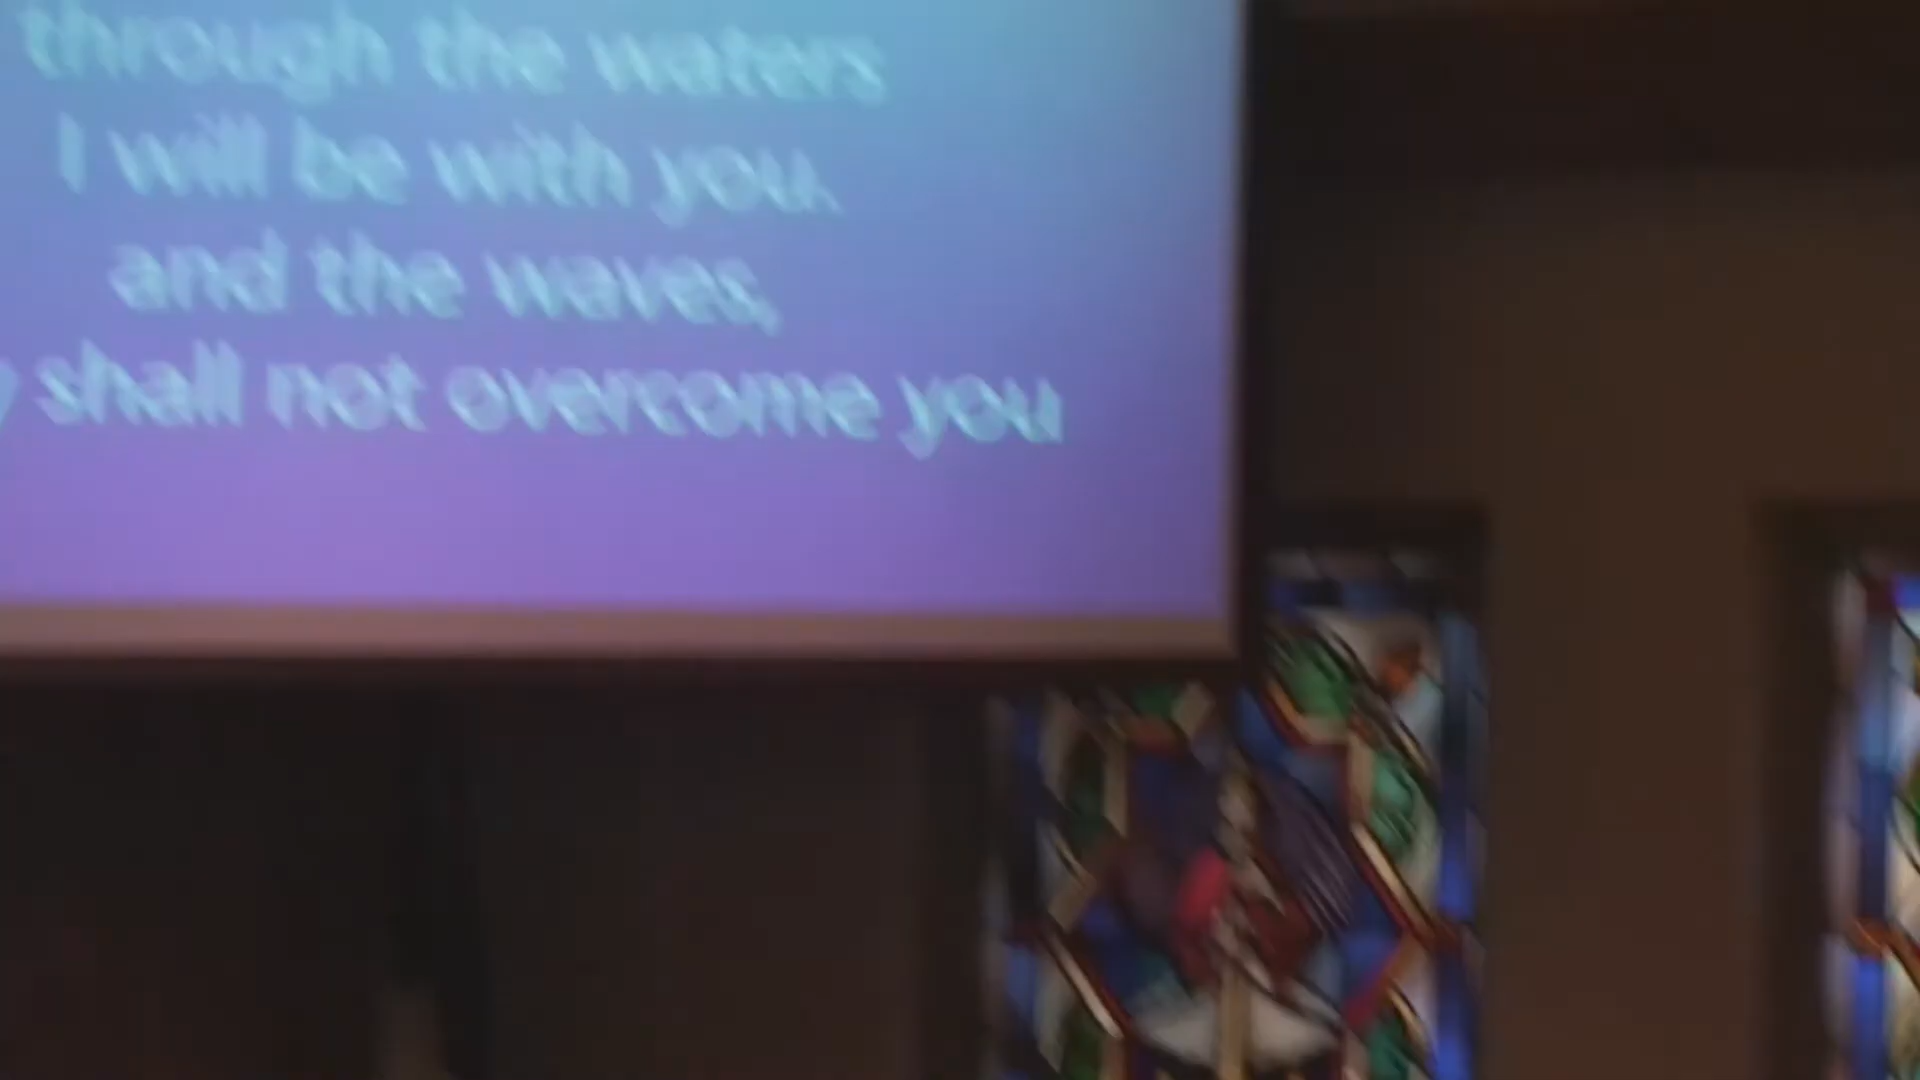 through the waters
I will be with you.
and the waves,
shall not overcome you